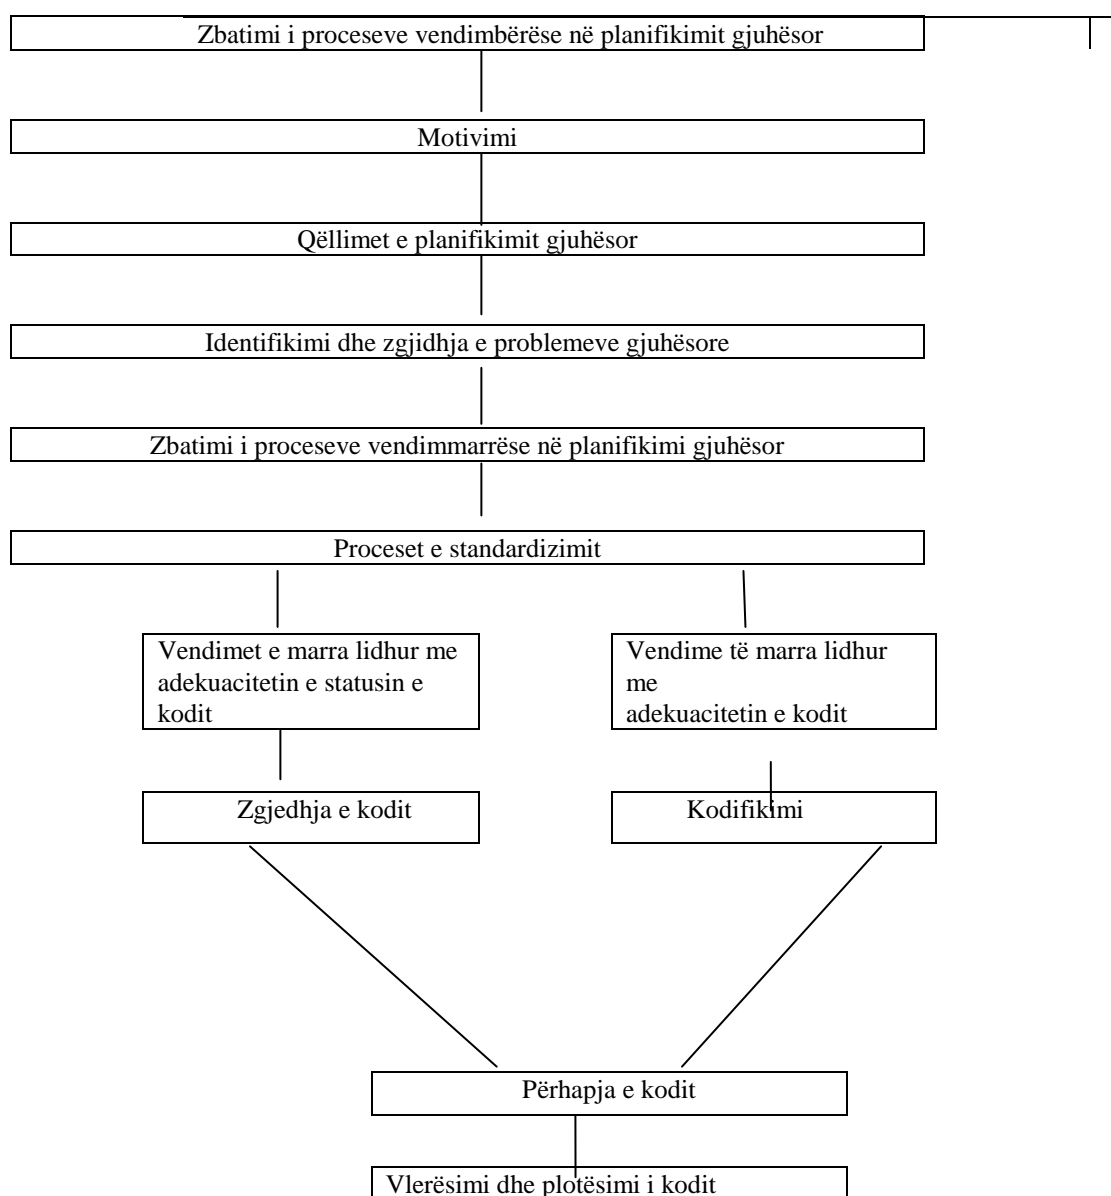 Zbatimi i proceseve vendimbërëse në planifikimit gjuhësor
Motivimi
Qëllimet e planifikimit gjuhësor
Identifikimi dhe zgjidhja e problemeve gjuhësore
Zbatimi i proceseve vendimmarrëse në planifikimi gjuhësor
Proceset e standardizimit
Vendimet e marra lidhur me
adekuacitetin e statusin e
kodit
Vendime të marra lidhur
me
adekuacitetin e kodit
Zgjedhja e kodit
Kodifikimi
Përhapja e kodit
Vlerësimi dhe plotësimi i kodit